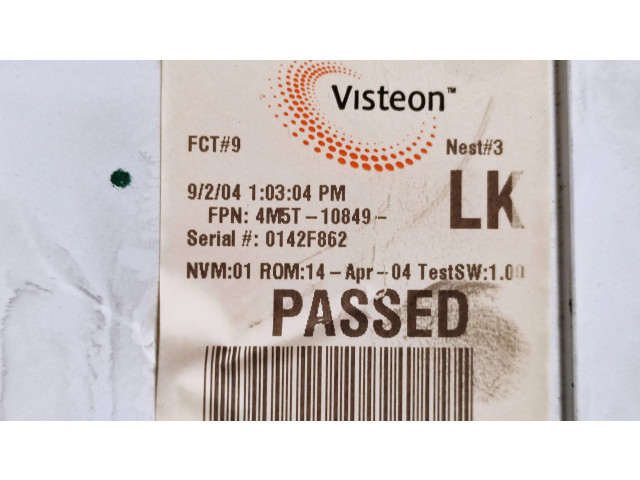 Visteon™
FCT#9 Nest#3
9/2/04 1:03:04 PM
LK
FPN: 4M5T-10849-
Serial #: 0142F862
NVM:01 ROM:14-Apr-04 TestSW:1.00
PASSED